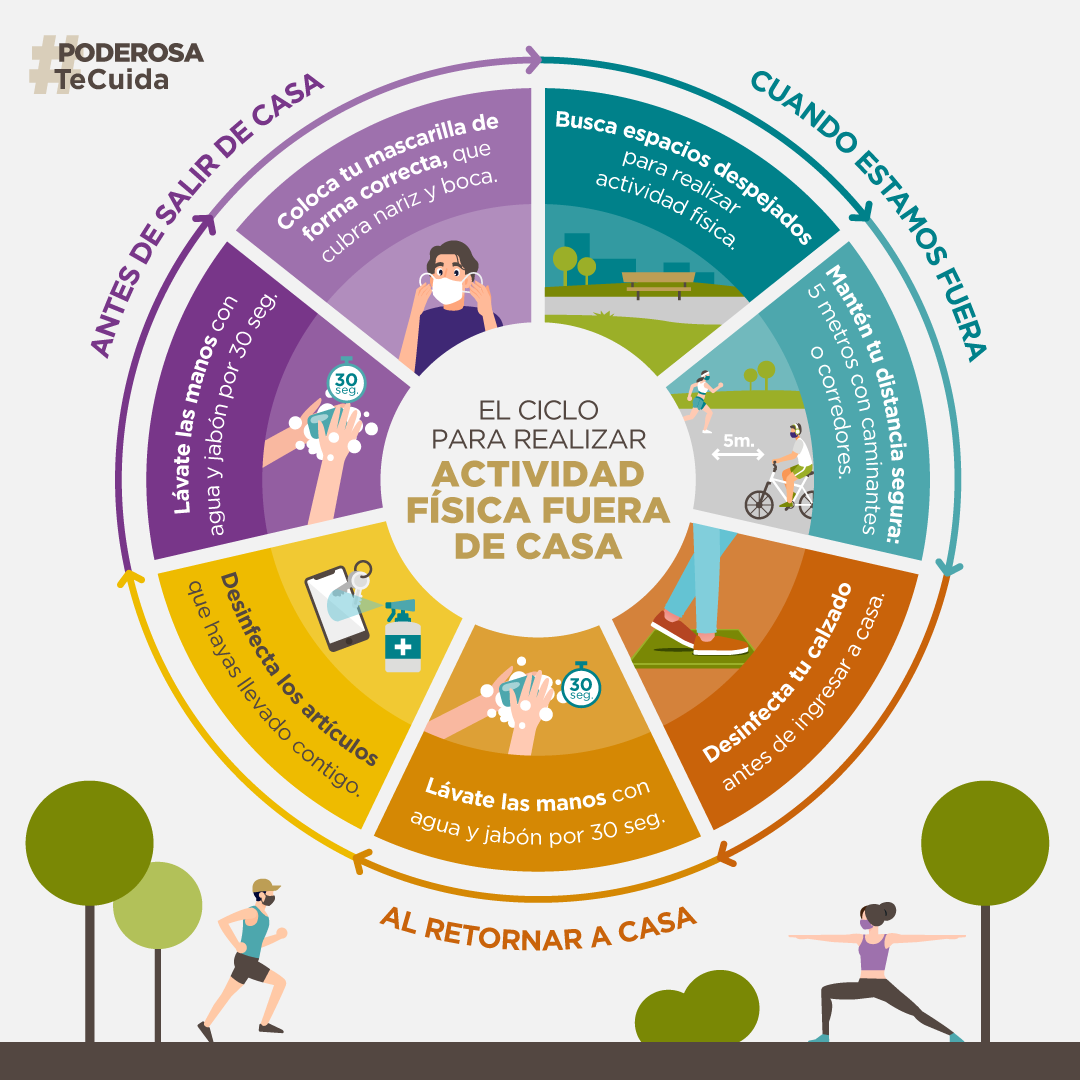 #PODEROSA
TeCuida
EL CICLO
PARA REALIZAR
ACTIVIDAD
FÍSICA FUERA
DE CASA
ANTES DE SALIR DE CASA
Lávate las manos con
agua y jabón por 30 seg.
30
seg.
Coloca tu mascarilla de
forma correcta, que
cubra nariz y boca.
CUANDO ESTAMOS FUERA
Busca espacios despejados
para realizar
actividad física.
Mantén tu distancia segura:
5 metros con caminantes
o corredores.
5m.
AL RETORNAR A CASA
Desinfecta tu calzado
antes de ingresar a casa.
Lávate las manos con
agua y jabón por 30 seg.
30
seg.
Desinfecta los artículos
que hayas llevado contigo.